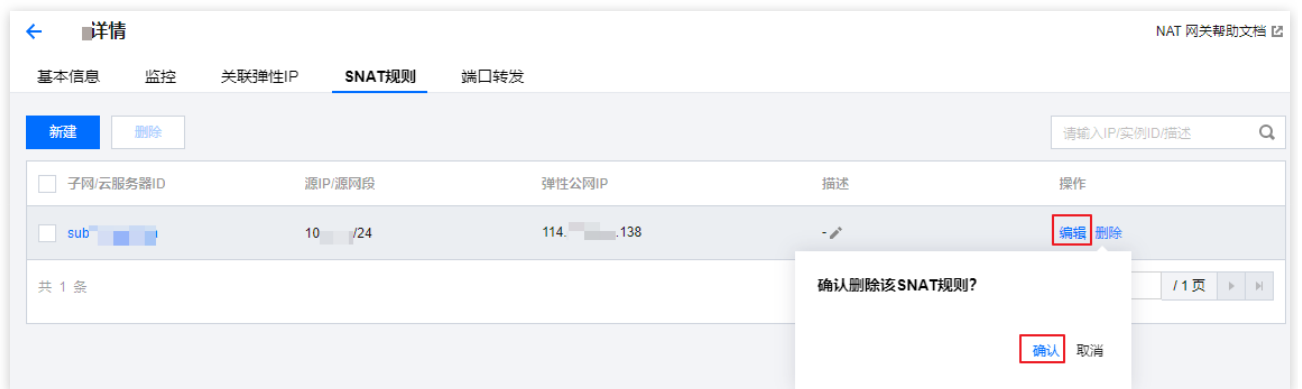 详情
NAT 网关帮助文档
基本信息 监控 关联弹性IP SNAT规则 端口转发
新建 删除 请输入IP/实例ID/描述
子网/云服务器ID 源IP/源网段 弹性公网IP 描述 操作
sub 10 /24 114. .138 - 编辑 删除
确认删除该SNAT规则?
共 1 条 / 1 页
确认 取消